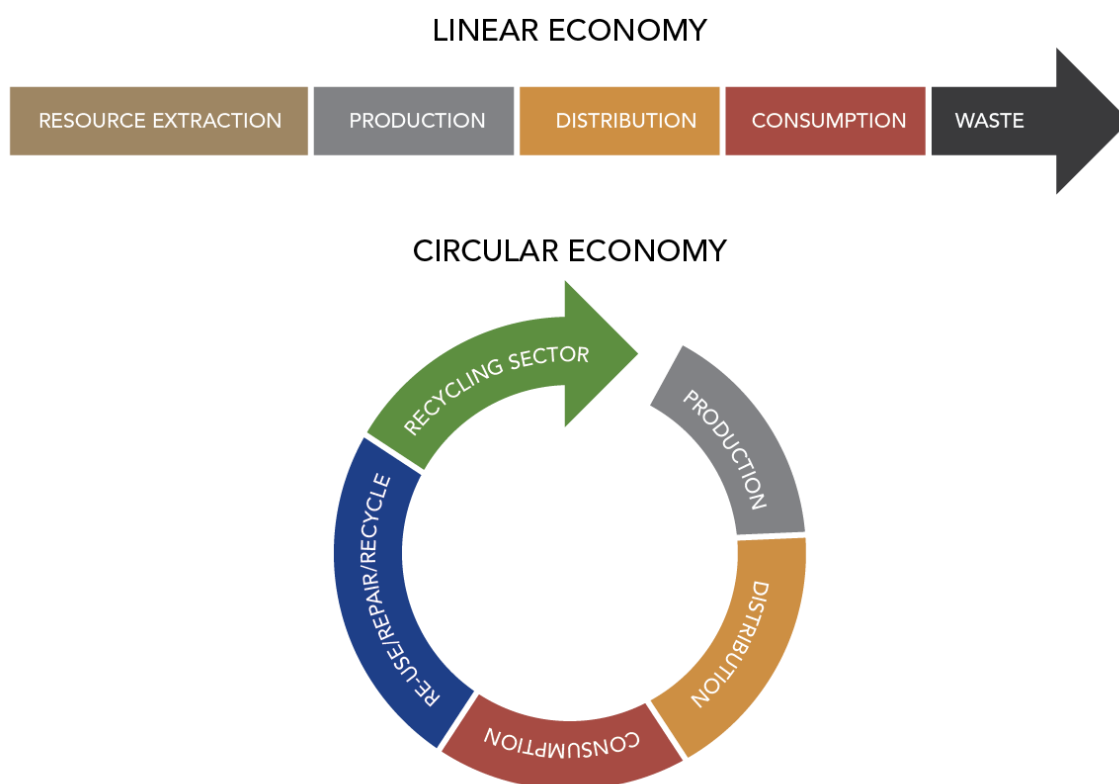 LINEAR ECONOMY
RESOURCE EXTRACTION
PRODUCTION
DISTRIBUTION
CONSUMPTION
WASTE
CIRCULAR ECONOMY
RECYCLING SECTOR
PRODUCTION
DISTRIBUTION
CONSUMPTION
RE-USE/REPAIR/RECYCLE